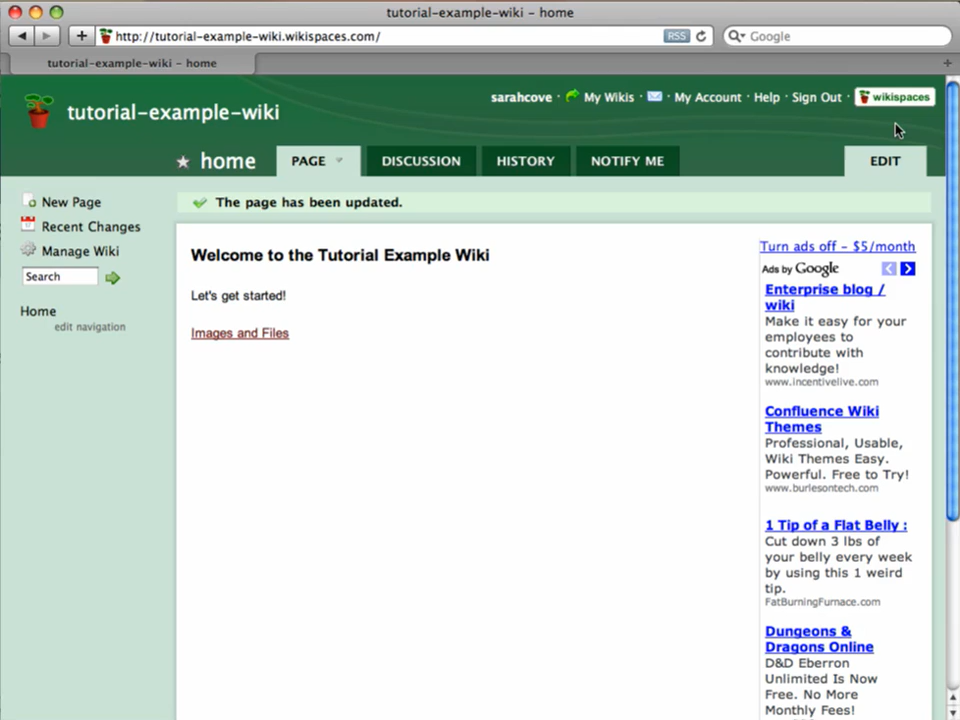 tutorial-example-wiki - home
http://tutorial-example-wiki.wikispaces.com/
RSS
Google
tutorial-example-wiki - home
sarahcove · My Wikis · My Account · Help · Sign Out · wikispaces
tutorial-example-wiki
home
PAGE
DISCUSSION
HISTORY
NOTIFY ME
EDIT
New Page
Recent Changes
Manage Wiki
Search
Home
edit navigation
The page has been updated.
Welcome to the Tutorial Example Wiki
Let's get started!
Images and Files
Turn ads off - $5/month
Ads by Google
Enterprise blog /
wiki
Make it easy for your
employees to
contribute with
knowledge!
www.incentivelive.com
Confluence Wiki
Themes
Professional, Usable,
Wiki Themes Easy.
Powerful. Free to Try!
www.burlesontech.com
1 Tip of a Flat Belly :
Cut down 3 lbs of
your belly every week
by using this 1 weird
tip.
FatBurningFurnace.com
Dungeons &
Dragons Online
D&D Eberron
Unlimited Is Now
Free. No More
Monthly Fees!